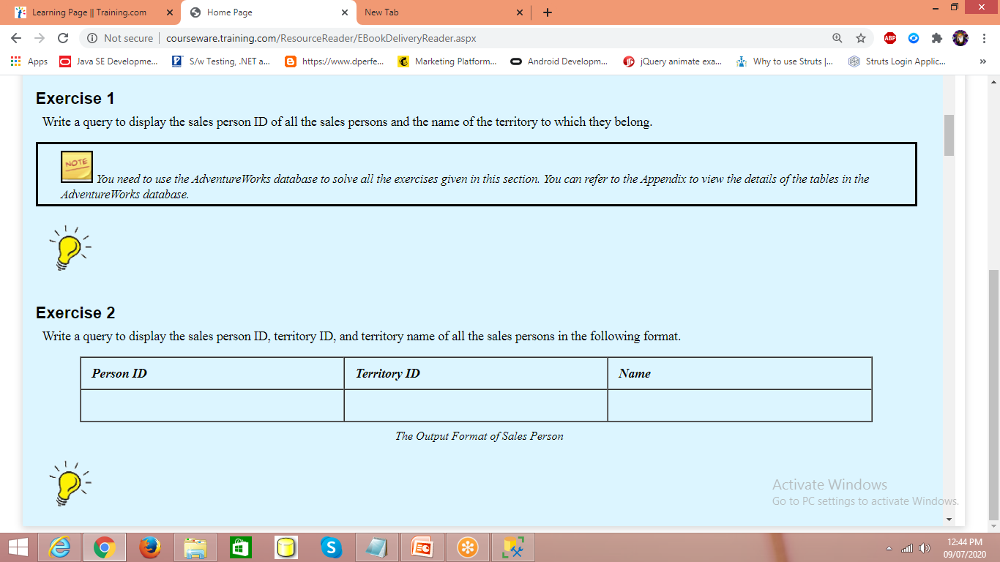 Learning Page || Training.com
Home Page
New Tab
Not secure
courseware.training.com/ResourceReader/EBookDeliveryReader.aspx
ABP
Apps
Java SE Developme...
S/w Testing, .NET a...
https://www.dperfe...
Marketing Platform...
Android Developm...
jQuery animate exa...
Why to use Struts |...
Struts Login Applic...
Exercise 1
Write a query to display the sales person ID of all the sales persons and the name of the territory to which they belong.
NOTE
You need to use the AdventureWorks database to solve all the exercises given in this section. You can refer to the Appendix to view the details of the tables in the
AdventureWorks database.
Exercise 2
Write a query to display the sales person ID, territory ID, and territory name of all the sales persons in the following format.
Person ID
Territory ID
Name
The Output Format of Sales Person
Activate Windows
Go to PC settings to activate Windows.
12:44 PM
09/07/2020